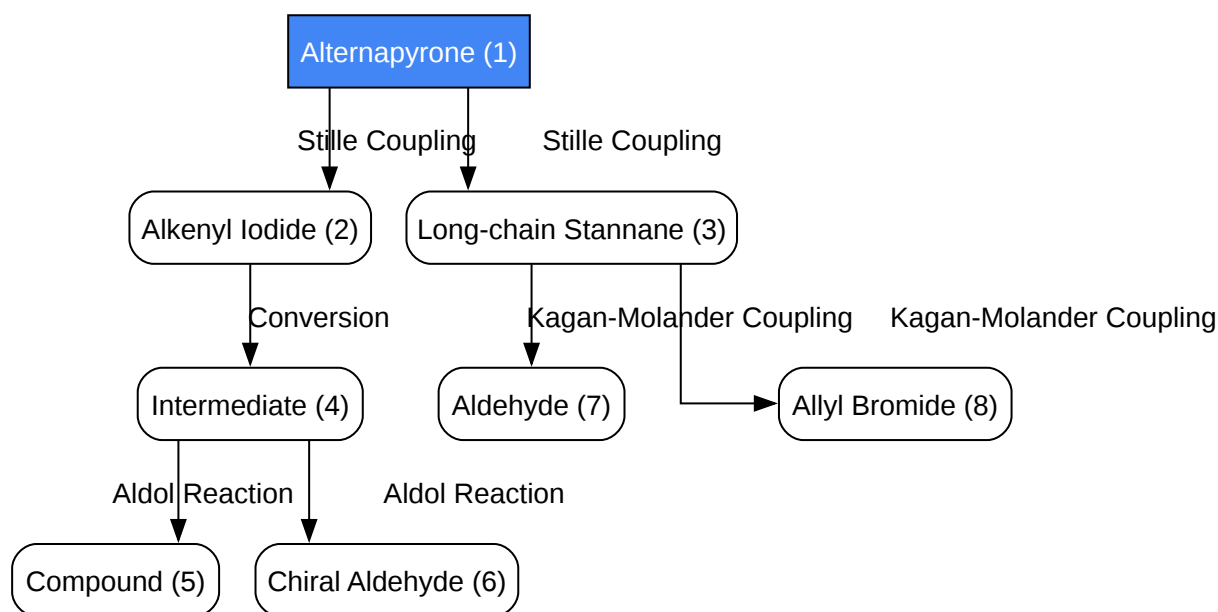 Alternapyrone (1)
Stille Coupling
Stille Coupling
Alkenyl Iodide (2)
Long-chain Stannane (3)
Conversion
Kagan-Molander Coupling
Kagan-Molander Coupling
Intermediate (4)
Aldehyde (7)
Allyl Bromide (8)
Aldol Reaction
Aldol Reaction
Compound (5)
Chiral Aldehyde (6)